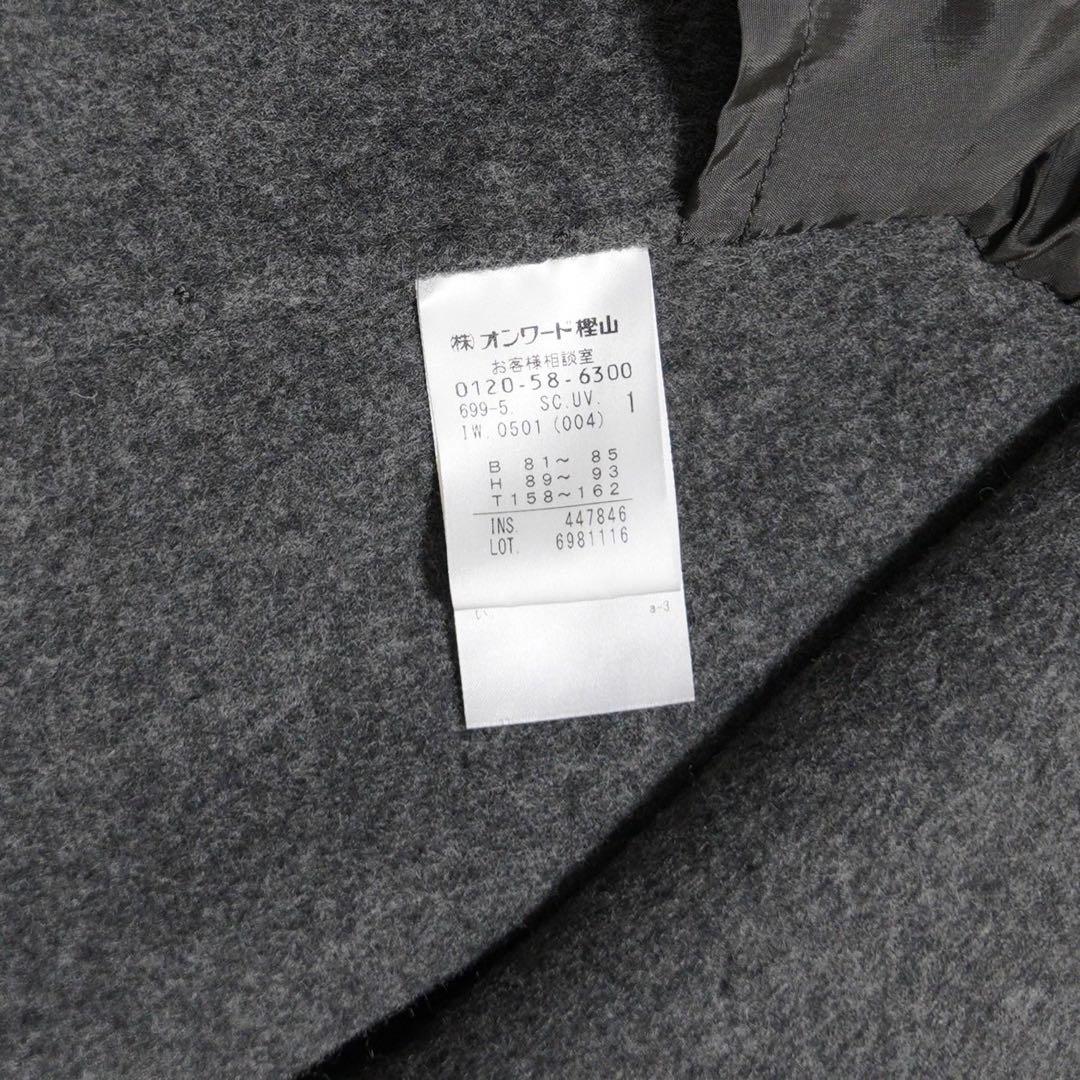 ㈱オンワード樫山
お客様相談室
0120-58-6300
699-5. SC.UV. 1
IW.0501(004)
B 81～ 85
H 89～ 93
T158～162
INS. 447846
LOT. 6981116
a-3